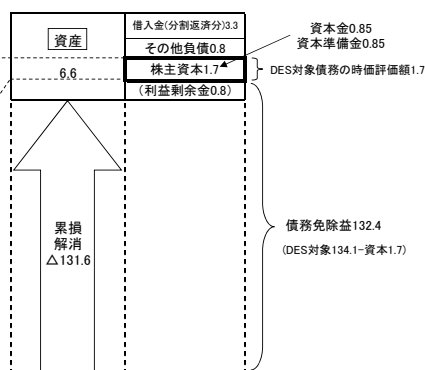 借入金(分割返済分)3.3
資産
その他負債0.8
6.6
株主資本1.7
(利益剰余金0.8)
資本金0.85
資本準備金0.85
DES対象債務の時価評価額1.7
累損
解消
△131.6
債務免除益132.4
(DES対象134.1-資本1.7)